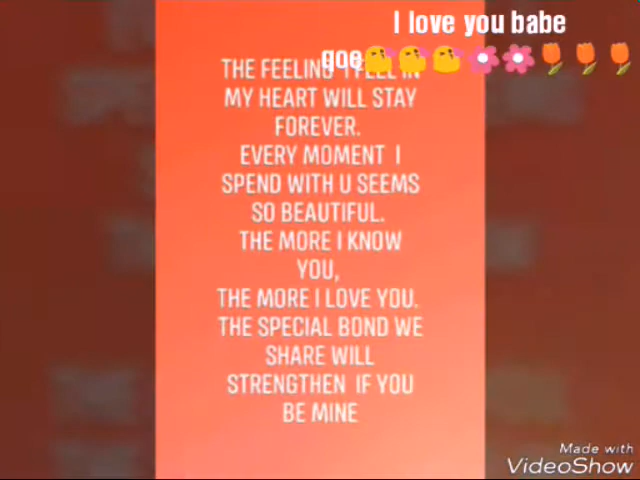 I love you babe
goe😘😘😘🌸🌸🌷🌷🌷
THE FEELING I FEEL IN
MY HEART WILL STAY
FOREVER.
EVERY MOMENT I
SPEND WITH U SEEMS
SO BEAUTIFUL.
THE MORE I KNOW
YOU,
THE MORE I LOVE YOU.
THE SPECIAL BOND WE
SHARE WILL
STRENGTHEN IF YOU
BE MINE
Made with
VideoShow